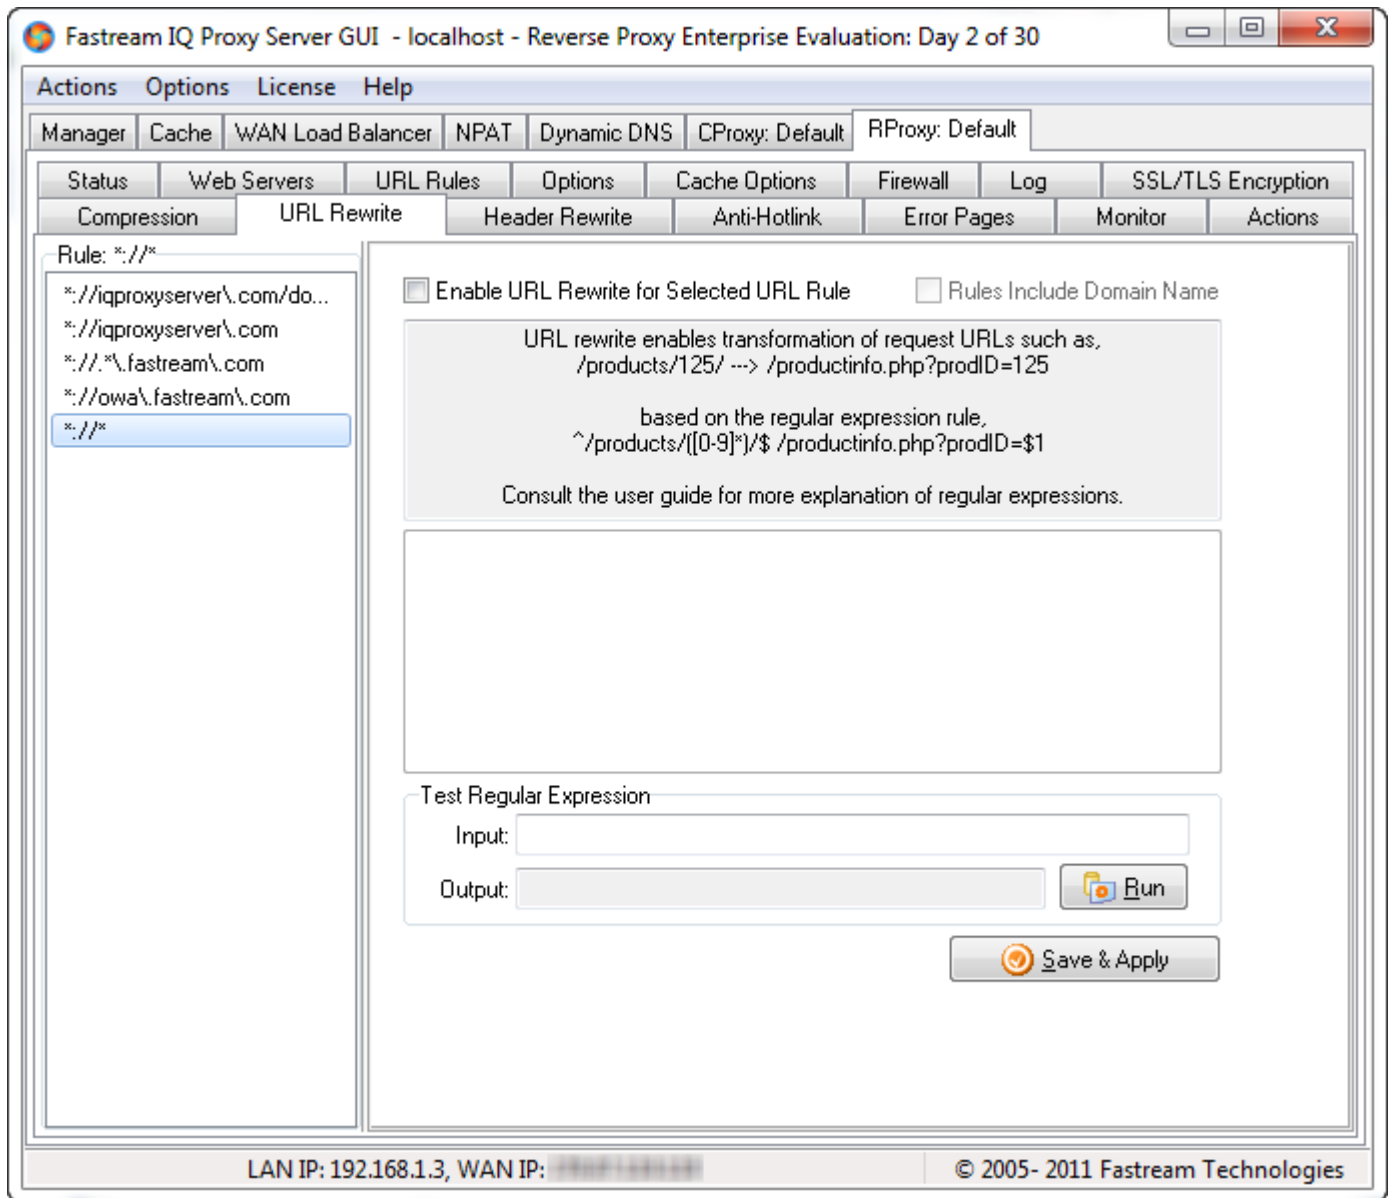 Fastream IQ Proxy Server GUI - localhost - Reverse Proxy Enterprise Evaluation: Day 2 of 30
Actions Options License Help
Manager Cache WAN Load Balancer NPAT Dynamic DNS CProxy: Default RProxy: Default
Status Web Servers URL Rules Options Cache Options Firewall Log SSL/TLS Encryption
Compression URL Rewrite Header Rewrite Anti-Hotlink Error Pages Monitor Actions
Rule: *://*
*://iqproxyserver\.com/do...
*://iqproxyserver\.com
*://.*\.fastream\.com
*://owa\.fastream\.com
*://*
Enable URL Rewrite for Selected URL Rule Rules Include Domain Name
URL rewrite enables transformation of request URLs such as,
/products/125/ ---> /productinfo.php?prodID=125
based on the regular expression rule,
^/products/([0-9]*)/$ /productinfo.php?prodID=$1
Consult the user guide for more explanation of regular expressions.
Test Regular Expression
Input:
Output:
Run
Save & Apply
LAN IP: 192.168.1.3, WAN IP:
© 2005- 2011 Fastream Technologies